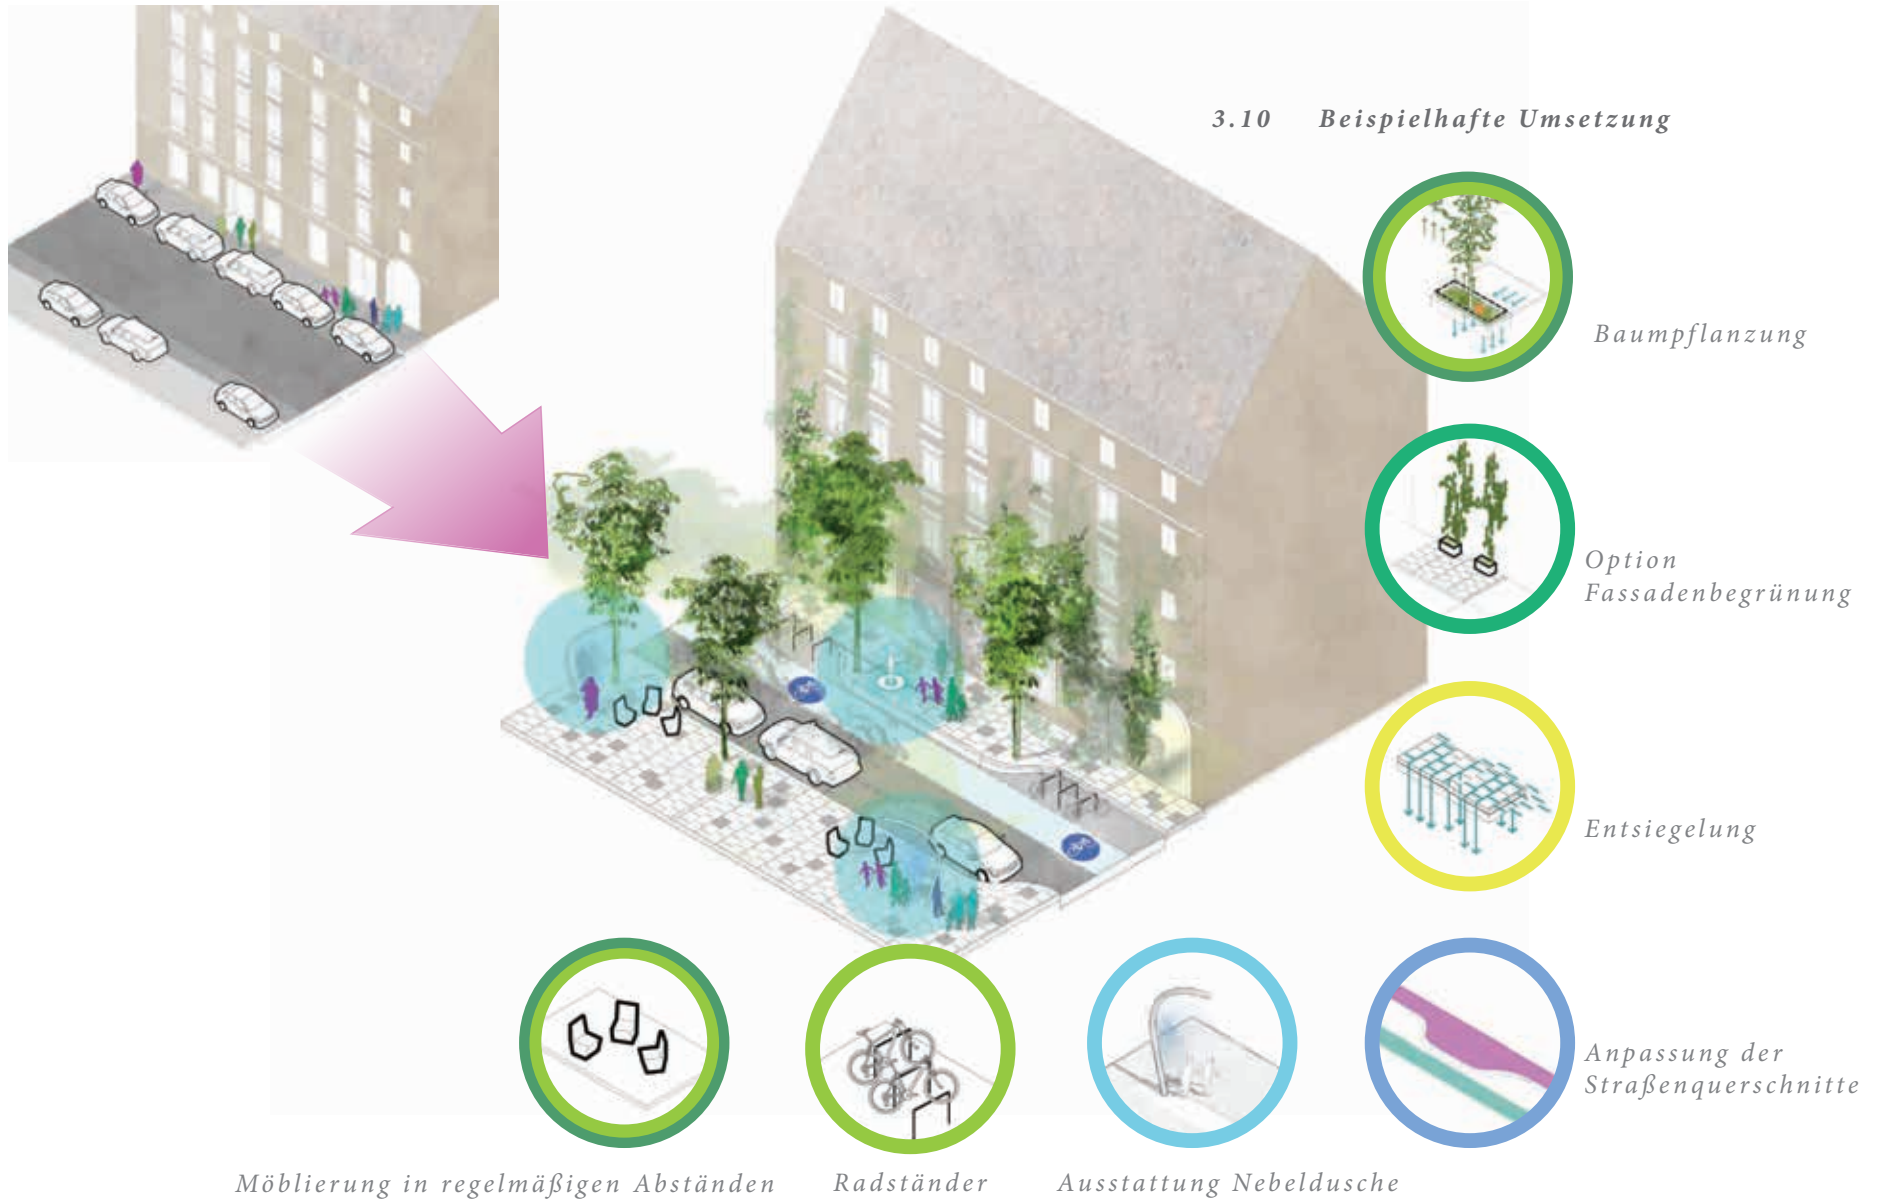 3.10 Beispielhafte Umsetzung
Baumpflanzung
Option
Fassadenbegrünung
Entsiegelung
Anpassung der
Straßenquerschnitte
Möblierung in regelmäßigen Abständen
Radständer
Ausstattung Nebeldusche